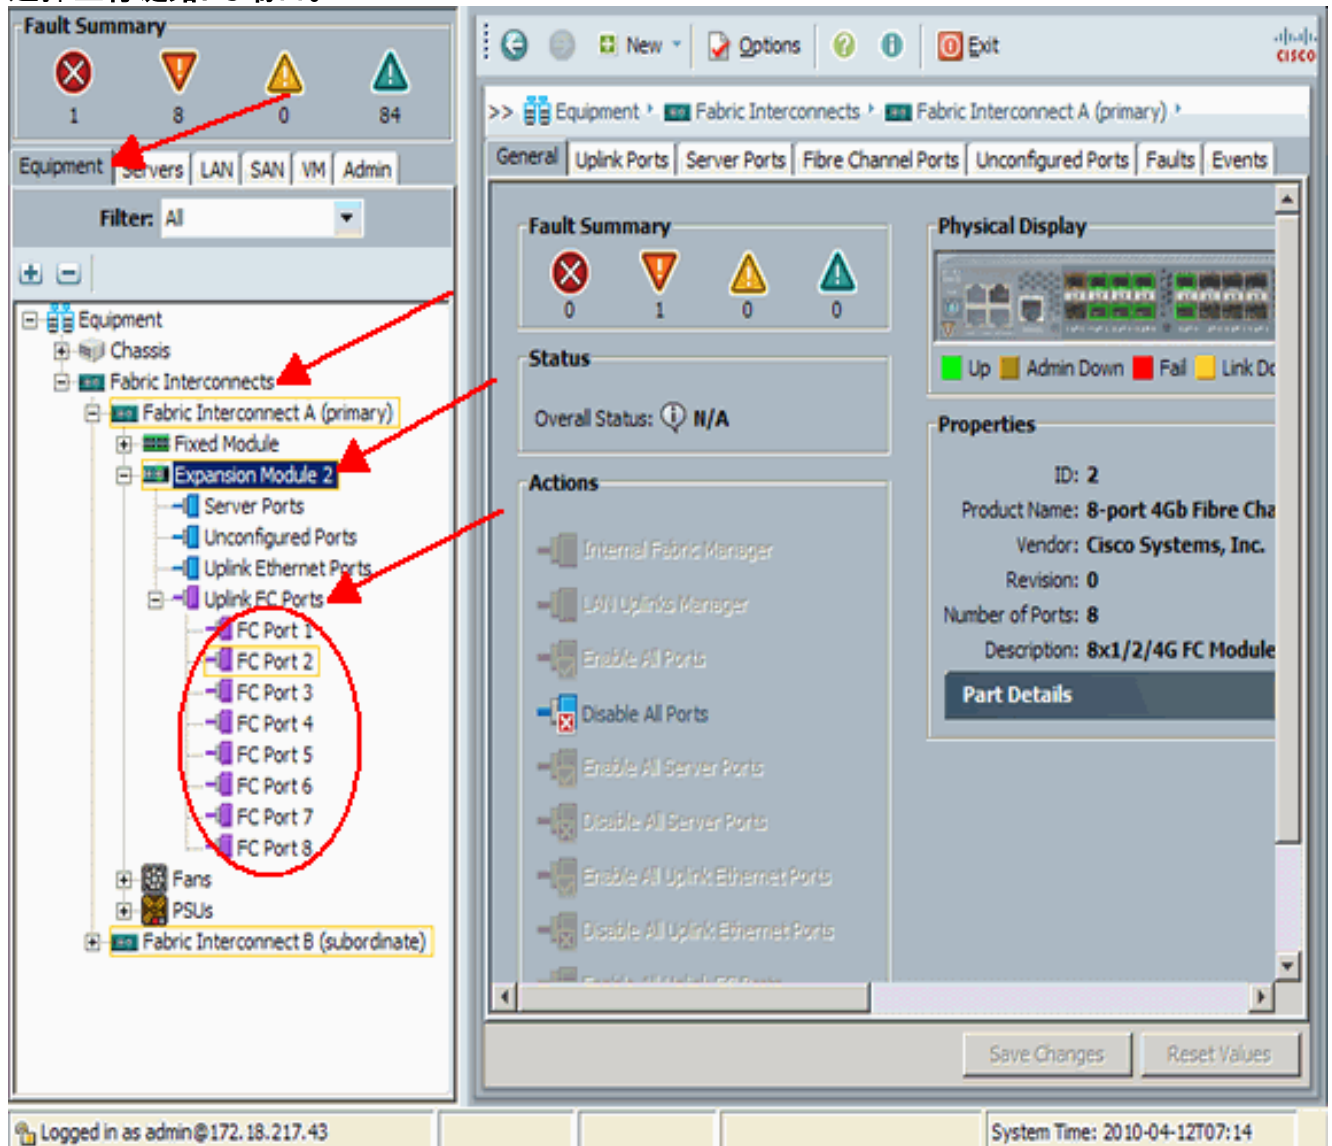 Fault Summary
1 8 0 84
Equipment Servers LAN SAN VM Admin
Filter: All
Equipment
Chassis
Fabric Interconnects
Fabric Interconnect A (primary)
Fixed Module
Expansion Module 2
Server Ports
Unconfigured Ports
Uplink Ethernet Ports
Uplink FC Ports
FC Port 1
FC Port 2
FC Port 3
FC Port 4
FC Port 5
FC Port 6
FC Port 7
FC Port 8
Fans
PSUs
Fabric Interconnect B (subordinate)
New Options Exit
CISCO
>> Equipment Fabric Interconnects Fabric Interconnect A (primary)
General Uplink Ports Server Ports Fibre Channel Ports Unconfigured Ports Faults Events
Fault Summary
0 1 0 0
Status
Overall Status: N/A
Actions
Internal Fabric Manager
LAN Uplinks Manager
Enable All Ports
Disable All Ports
Enable All Server Ports
Disable All Server Ports
Enable All Uplink Ethernet Ports
Disable All Uplink Ethernet Ports
Physical Display
Up Admin Down Fail Link Do
Properties
ID: 2
Product Name: 8-port 4Gb Fibre Cha
Vendor: Cisco Systems, Inc.
Revision: 0
Number of Ports: 8
Description: 8x1/2/4G FC Module
Part Details
Save Changes Reset Values
Logged in as admin@172.18.217.43
System Time: 2010-04-12T07:14